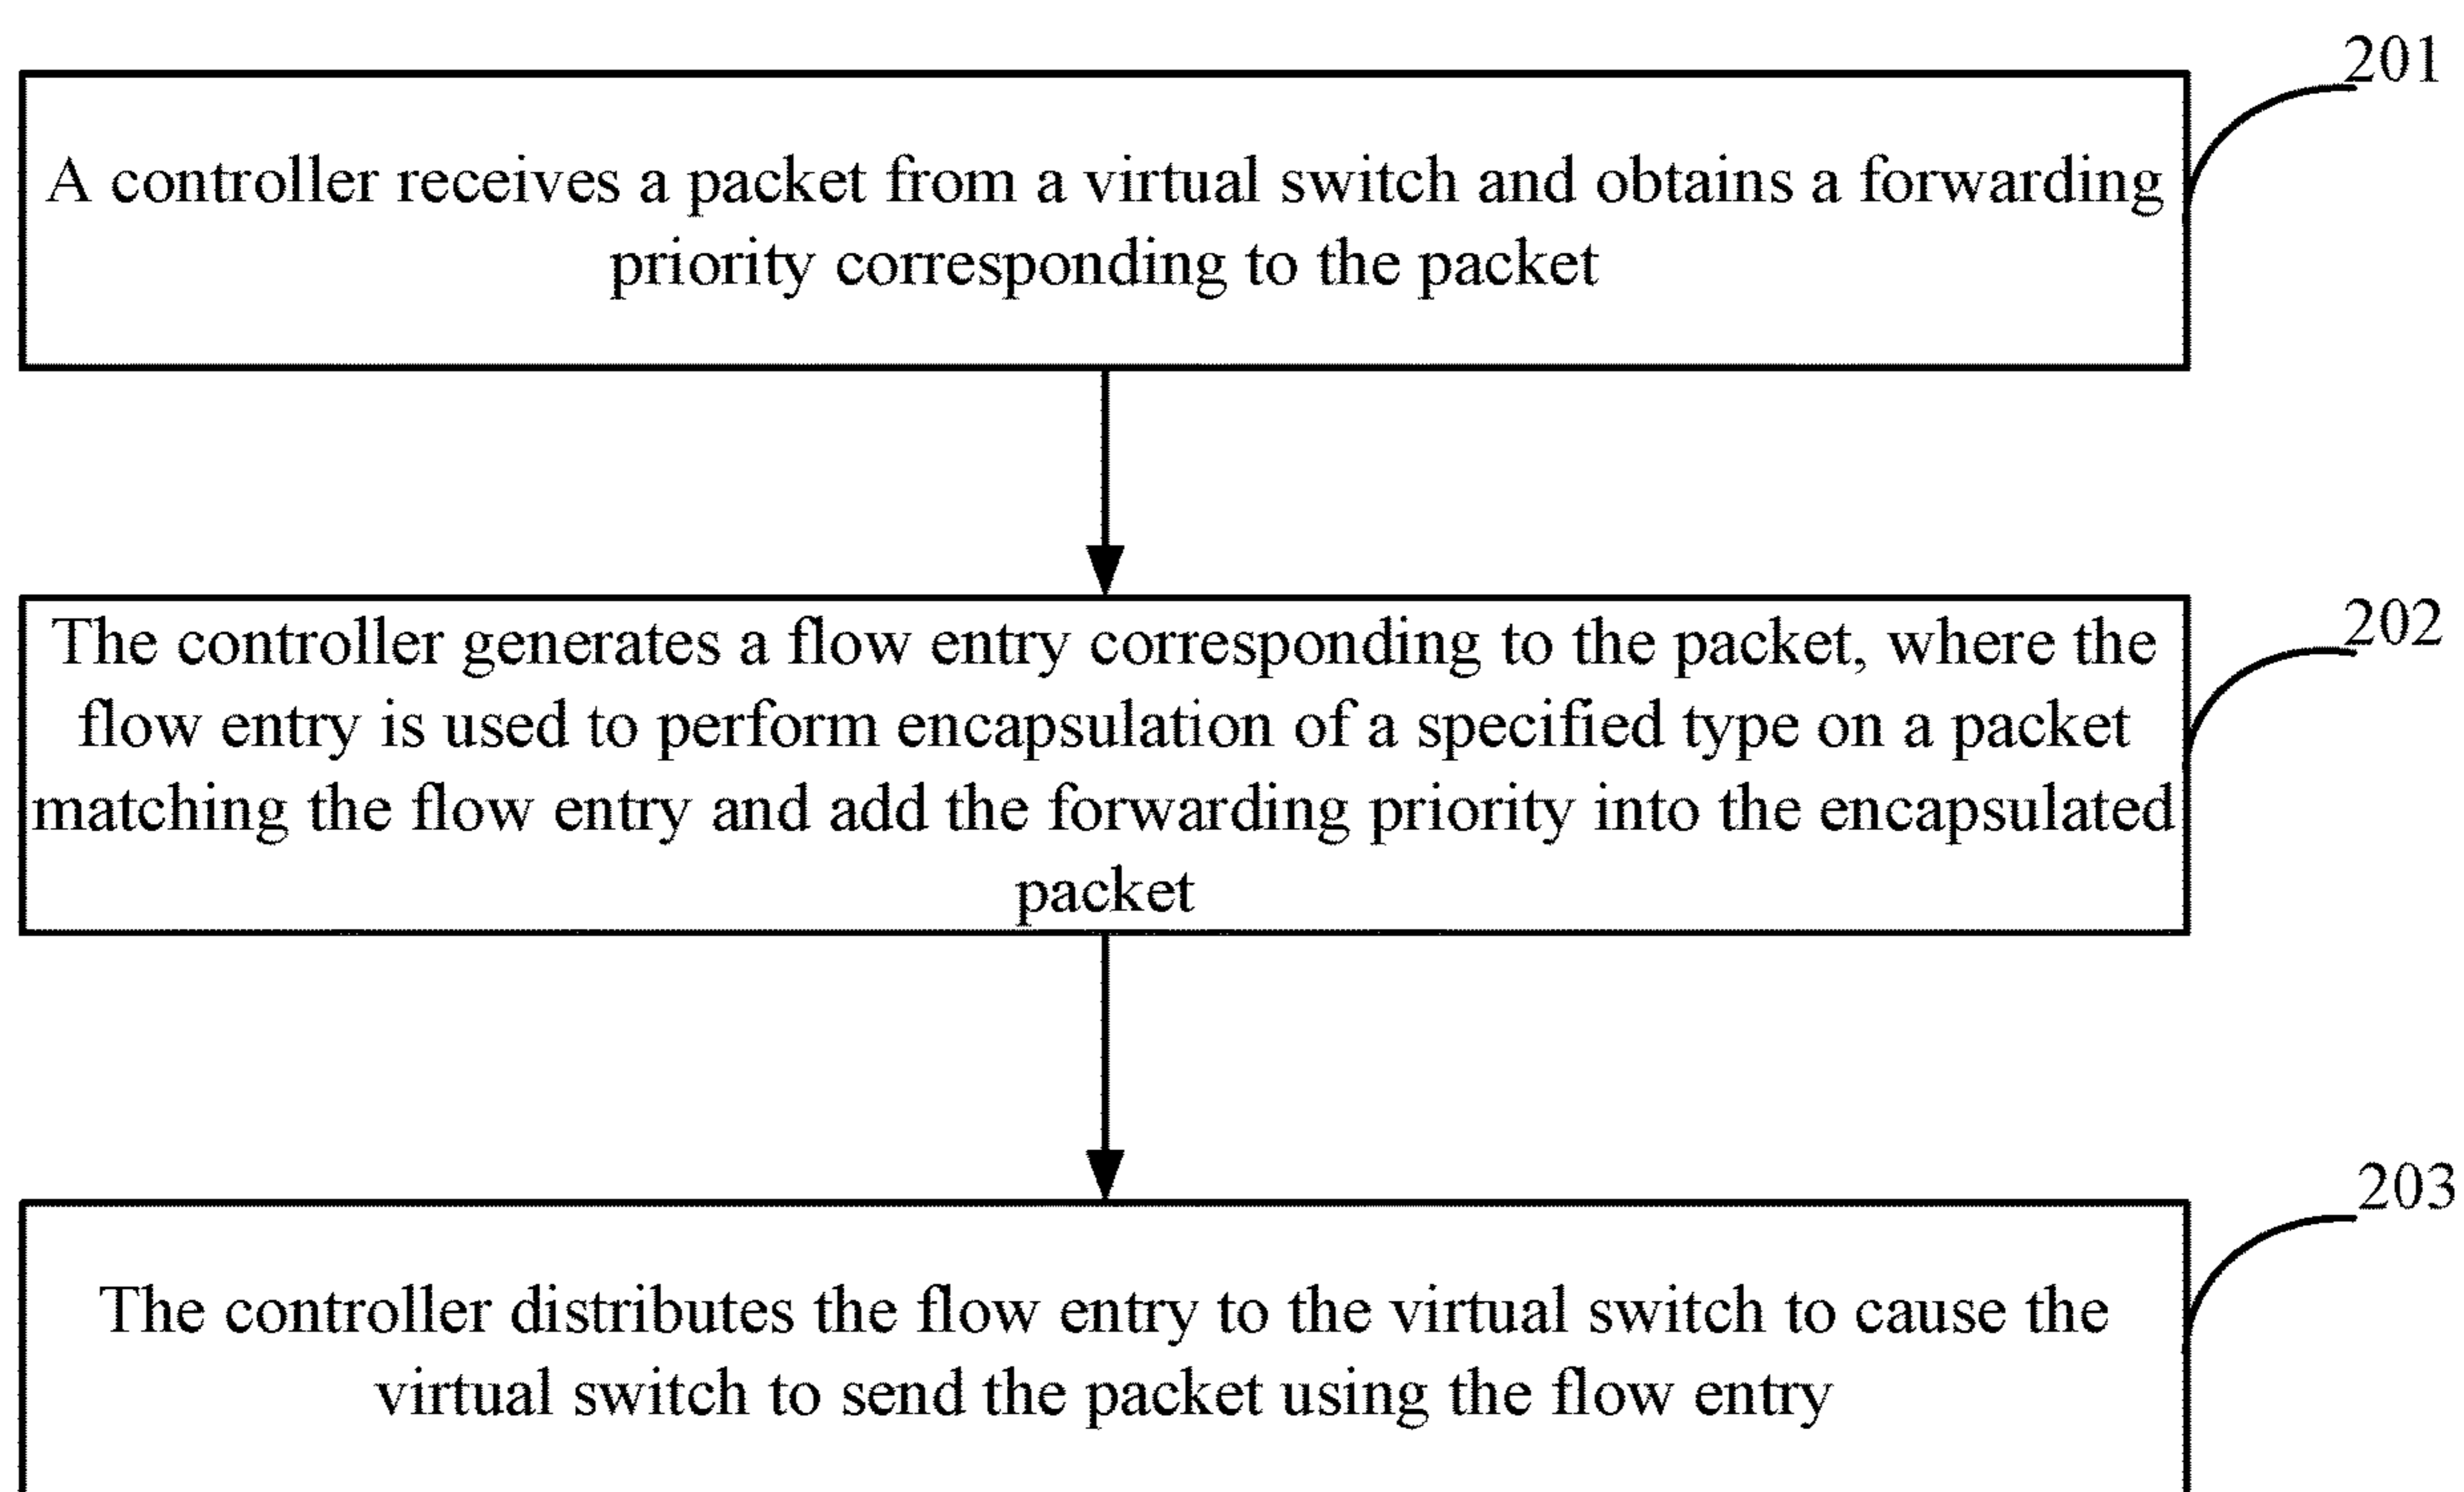 201
A controller receives a packet from a virtual switch and obtains a forwarding
priority corresponding to the packet
202
The controller generates a flow entry corresponding to the packet, where the
flow entry is used to perform encapsulation of a specified type on a packet
matching the flow entry and add the forwarding priority into the encapsulated
packet
203
The controller distributes the flow entry to the virtual switch to cause the
virtual switch to send the packet using the flow entry